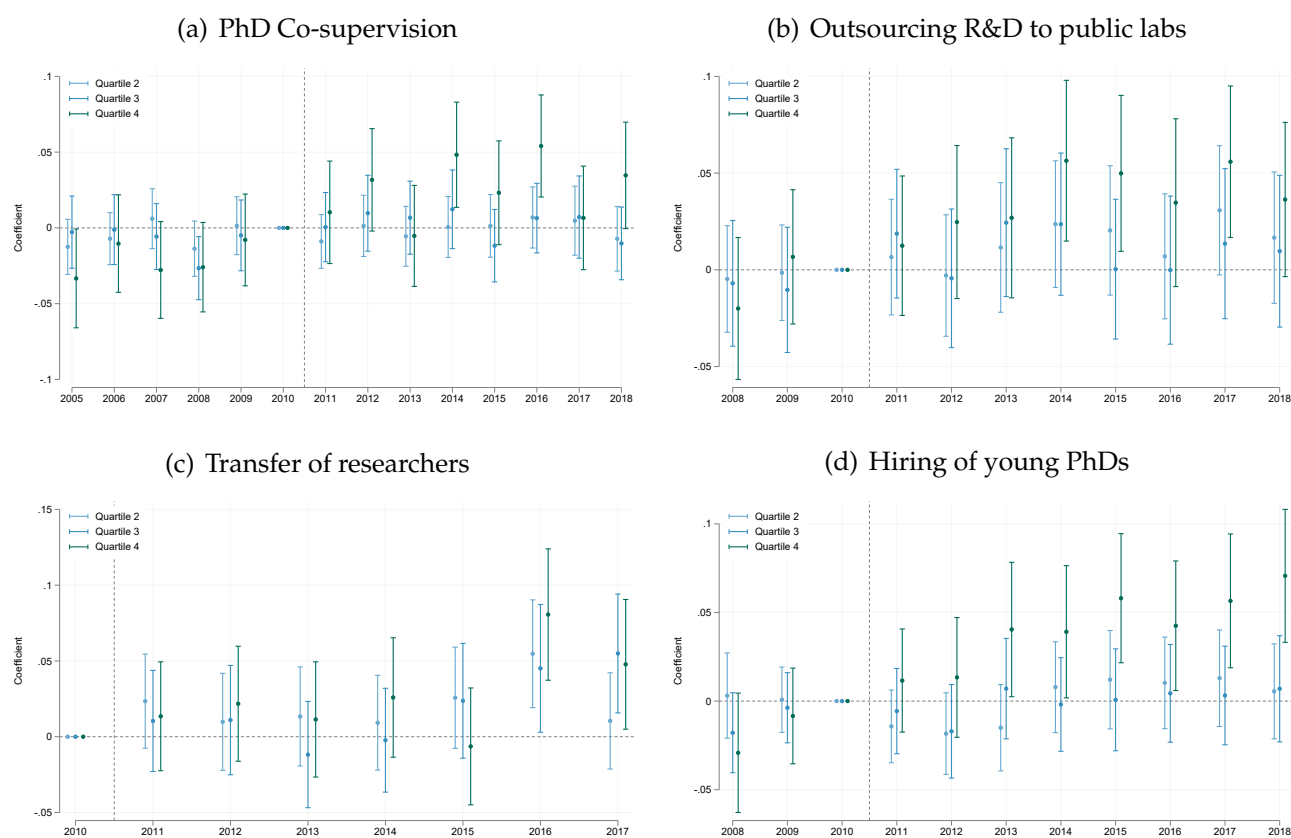 (a) PhD Co-supervision
Quartile 2
Quartile 3
Quartile 4
Coefficient
.1
.05
0
-.05
-.1
2005 2006 2007 2008 2009 2010 2011 2012 2013 2014 2015 2016 2017 2018
(b) Outsourcing R&D to public labs
Quartile 2
Quartile 3
Quartile 4
Coefficient
.1
.05
0
-.05
2008 2009 2010 2011 2012 2013 2014 2015 2016 2017 2018
(c) Transfer of researchers
Quartile 2
Quartile 3
Quartile 4
Coefficient
.15
.1
.05
0
-.05
2010 2011 2012 2013 2014 2015 2016 2017
(d) Hiring of young PhDs
Quartile 2
Quartile 3
Quartile 4
Coefficient
.1
.05
0
-.05
2008 2009 2010 2011 2012 2013 2014 2015 2016 2017 2018